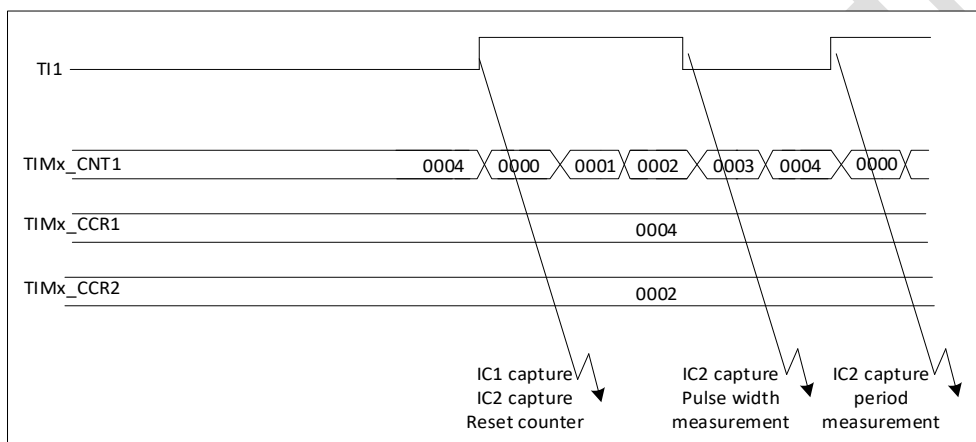 TI1
TIMx_CNT1 0004 0000 0001 0002 0003 0004 0000
TIMx_CCR1 0004
TIMx_CCR2 0002
IC1 capture IC2 capture IC2 capture
IC2 capture Pulse width period
Reset counter measurement measurement